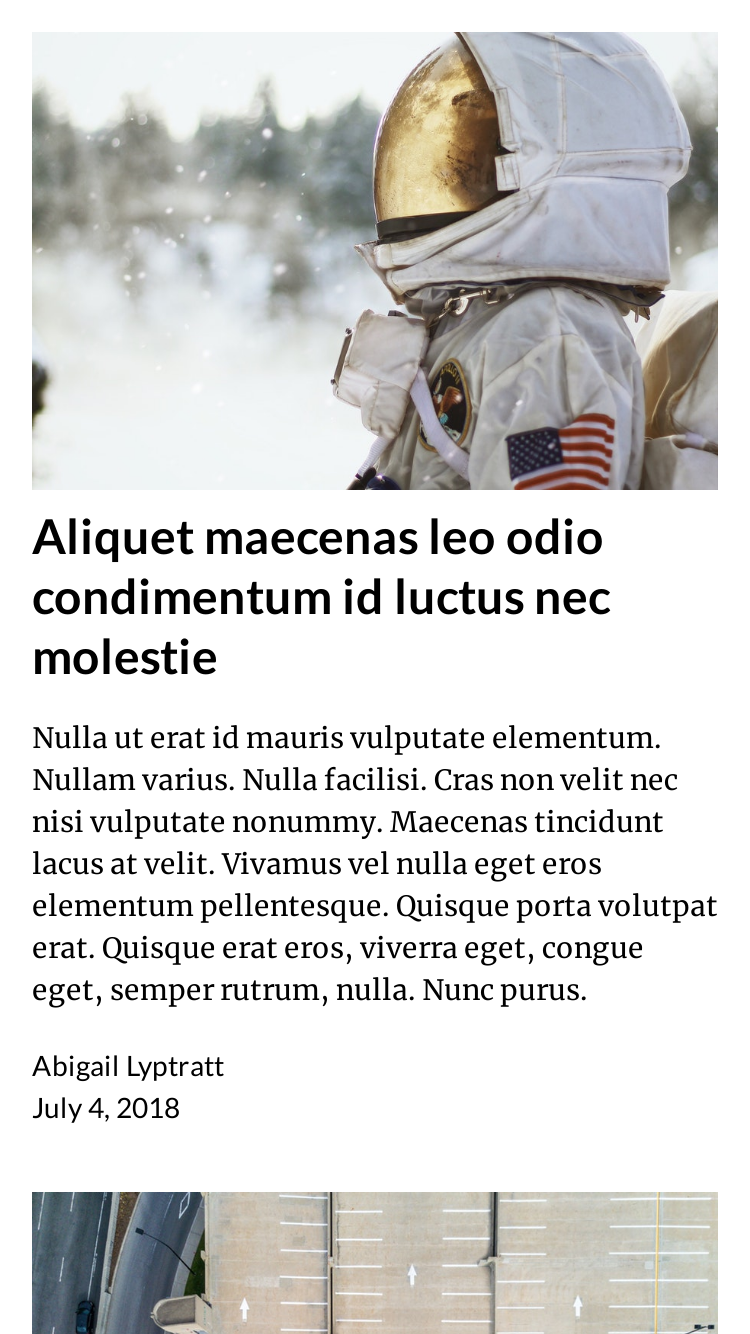 Aliquet maecenas leo odio
condimentum id luctus nec
molestie
Nulla ut erat id mauris vulputate elementum.
Nullam varius. Nulla facilisi. Cras non velit nec
nisi vulputate nonummy. Maecenas tincidunt
lacus at velit. Vivamus vel nulla eget eros
elementum pellentesque. Quisque porta volutpat
erat. Quisque erat eros, viverra eget, congue
eget, semper rutrum, nulla. Nunc purus.
Abigail Lyptratt
July 4, 2018